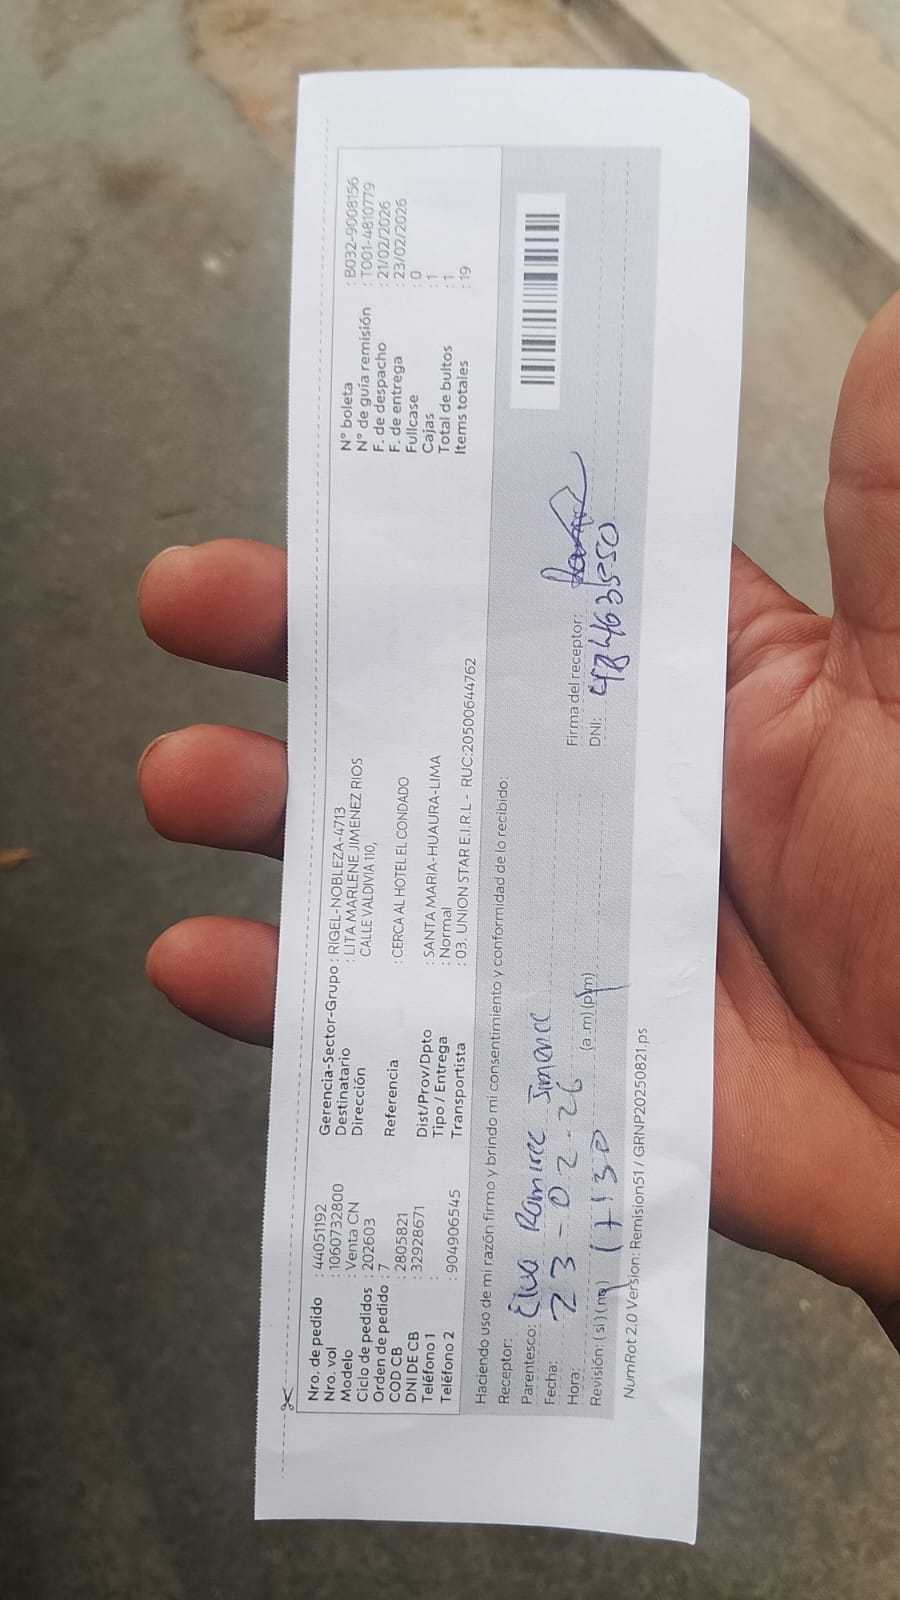 Nro. de pedido : 44051192
Nro. vol : 1060732800
Modelo : Venta CN
Ciclo de pedidos : 202603
Orden de pedido : 7
COD CB : 2805821
DNI DE CB : 32928671
Teléfono 1 :
Teléfono 2 : 904906545
Gerencia-Sector-Grupo : RIGEL-NOBLEZA-4713
Destinatario : LITA MARLENE JIMENEZ RIOS
Dirección CALLE VALDIVIA 110,
Referencia : CERCA AL HOTEL EL CONDADO
Dist/Prov/Dpto : SANTA MARIA-HUAURA-LIMA
Tipo / Entrega : Normal
Transportista : 03. UNION STAR E.I.R.L - RUC:20500644762
N° boleta : B032-9008156
N° de guía remisión : T001-4810779
F. de despacho : 21/02/2026
F. de entrega : 23/02/2026
Fullcase : 0
Cajas : 1
Total de bultos : 1
Items totales : 19
Haciendo uso de mi razón firmo y brindo mi consentimiento y conformidad de lo recibido:
Receptor:
Parentesco: Ramirez
Fecha: 23-02-26
Hora: (a.m)(p.m)
Revisión: (si)(no) 17:30
Firma del receptor:
DNI:
NumRot 2.0 Version: Remision51 / GRNP20250821.ps